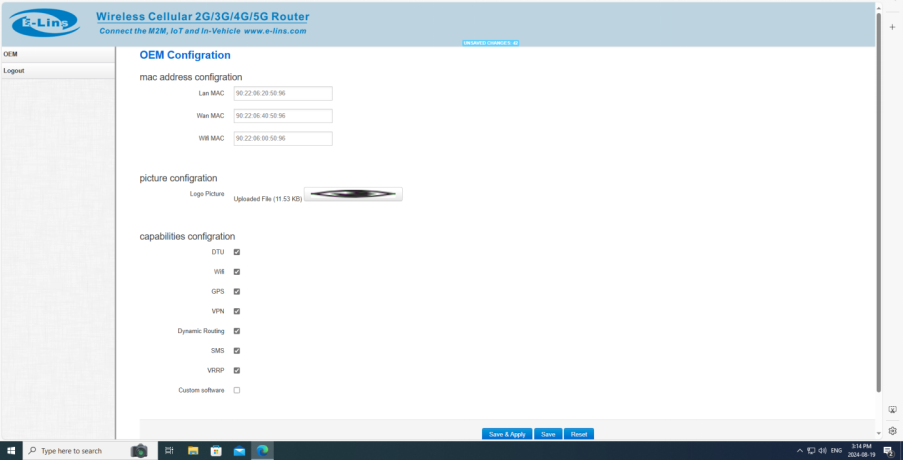 E-Lins
Wireless Cellular 2G/3G/4G/5G Router
Connect the M2M, IoT and In-Vehicle www.e-lins.com
UNSAVED CHANGES: 42
OEM
Logout
OEM Configration
mac address configration
Lan MAC 90:22:06:20:50:96
Wan MAC 90:22:06:40:50:96
Wifi MAC 90:22:06:00:50:96
picture configration
Logo Picture Uploaded File (11.53 KB)
capabilities configration
DTU
Wifi
GPS
VPN
Dynamic Routing
SMS
VRRP
Custom software
Save & Apply Save Reset
Type here to search
ENG
3:14 PM
2024-08-19